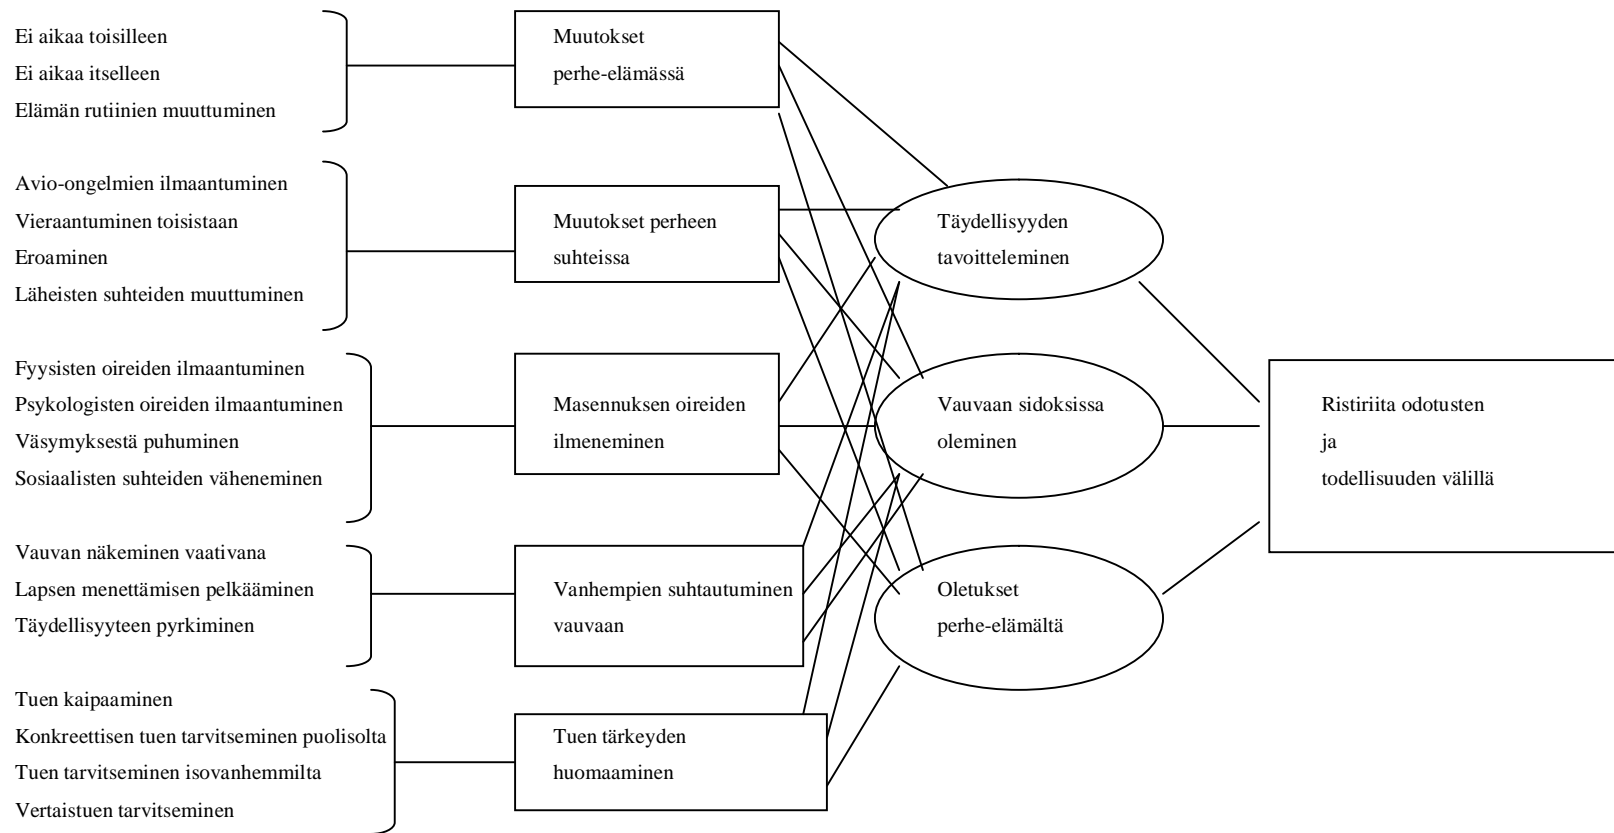 Ei aikaa toisilleen
Ei aikaa itselleen
Elämän rutiinien muuttuminen
Avio-ongelmien ilmaantuminen
Vieraantuminen toisistaan
Eroaminen
Läheisten suhteiden muuttuminen
Fyysisten oireiden ilmaantuminen
Psykologisten oireiden ilmaantuminen
Väsymyksestä puhuminen
Sosiaalisten suhteiden väheneminen
Vauvan näkeminen vaativana
Lapsen menettämisen pelkääminen
Täydellisyyteen pyrkiminen
Tuen kaipaaminen
Konkreettisen tuen tarvitseminen puolisolta
Tuen tarvitseminen isovanhemmilta
Vertaistuen tarvitseminen
Muutokset
perhe-elämässä
Muutokset perheen
suhteissa
Masennuksen oireiden
ilmeneminen
Vanhempien suhtautuminen
vauvaan
Tuen tärkeyden
huomaaminen
Täydellisyyden
tavoitteleminen
Vauvaan sidoksissa
oleminen
Oletukset
perhe-elämältä
Ristiriita odotusten
ja
todellisuuden välillä